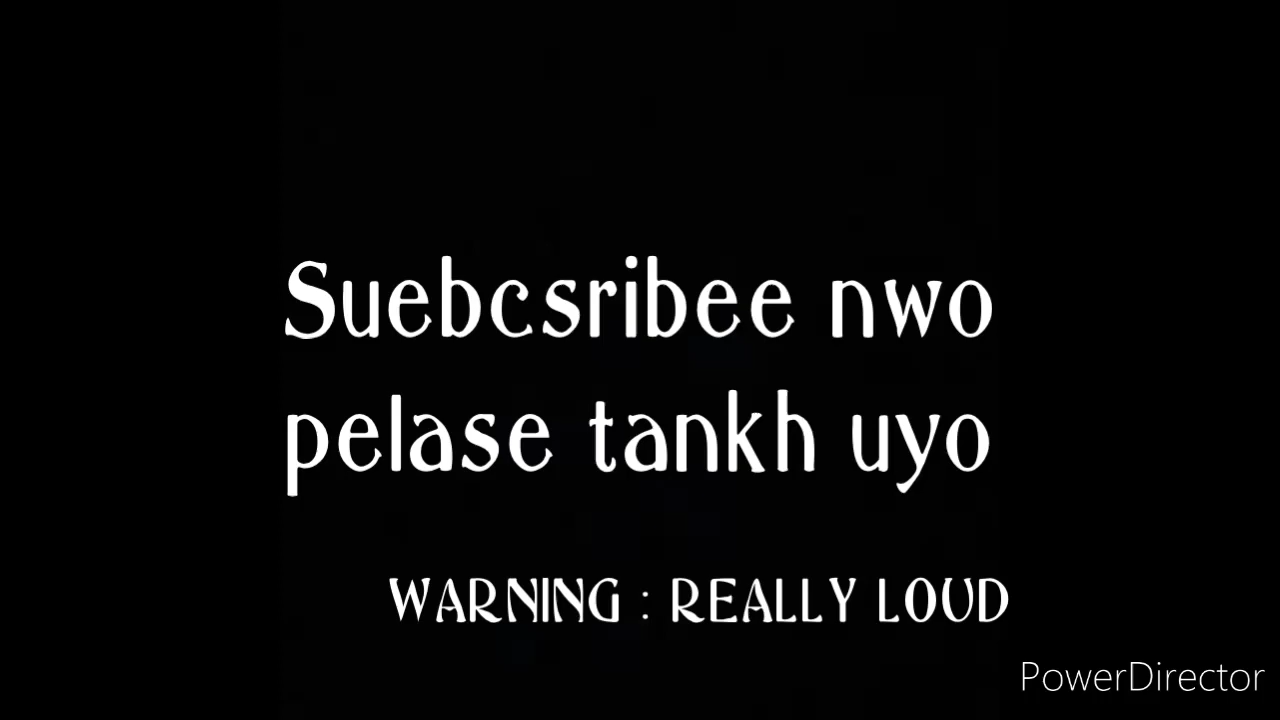 Suebcsribee nwo
pelase tankh uyo
WARNING : REALLY LOUD
PowerDirector